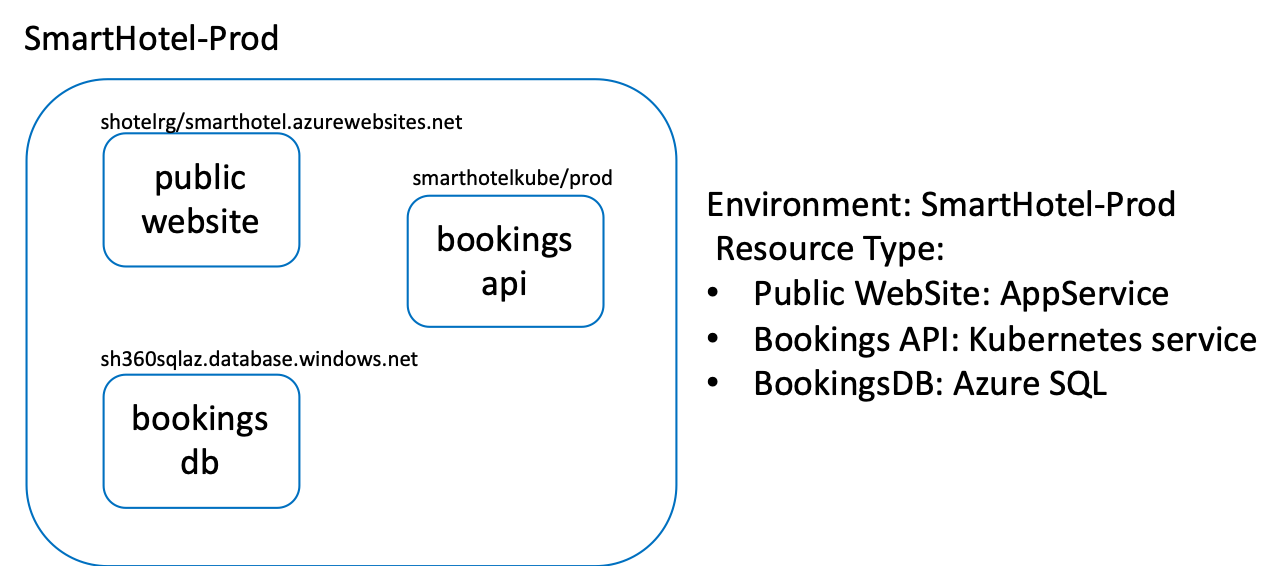 SmartHotel-Prod
shotelrg/smarthotel.azurewebsites.net
public
website
smarthotelkube/prod
bookings
api
sh360sqlaz.database.windows.net
bookings
db
Environment: SmartHotel-Prod
Resource Type:
• Public WebSite: AppService
• Bookings API: Kubernetes service
• BookingsDB: Azure SQL